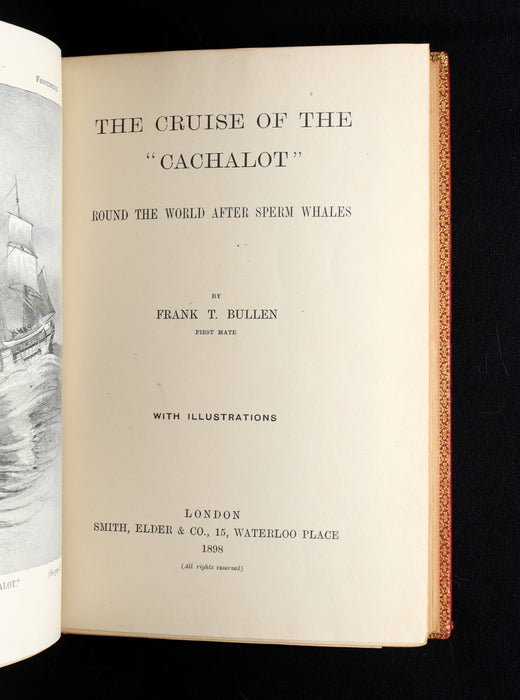 THE CRUISE OF THE
"CACHALOT"
ROUND THE WORLD AFTER SPERM WHALES
BY
FRANK T. BULLEN
FIRST MATE
WITH ILLUSTRATIONS
LONDON
SMITH, ELDER & CO., 15, WATERLOO PLACE
1898
(All rights reserved)